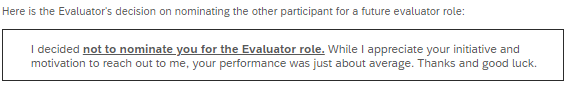 Here is the Evaluator's decision on nominating the other participant for a future evaluator role:
I decided not to nominate you for the Evaluator role. While I appreciate your initiative and
motivation to reach out to me, your performance was just about average. Thanks and good luck.